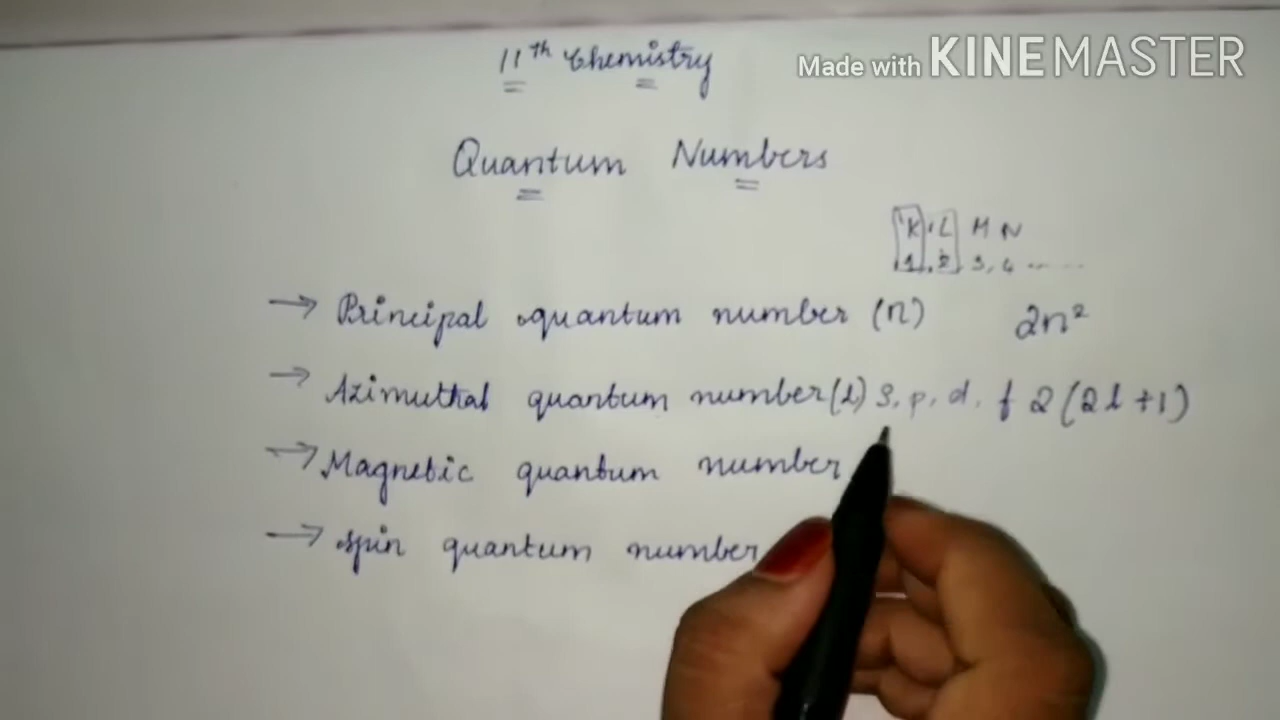 11th Chemistry
Made with KINEMASTER
Quantum Numbers
K, L M N
1, 2, 3, 4 ......
→ Principal quantum number (n) 2n²
→ Azimuthal quantum number (l) s, p, d, f 2(2l+1)
→ Magnetic quantum number
→ spin quantum number